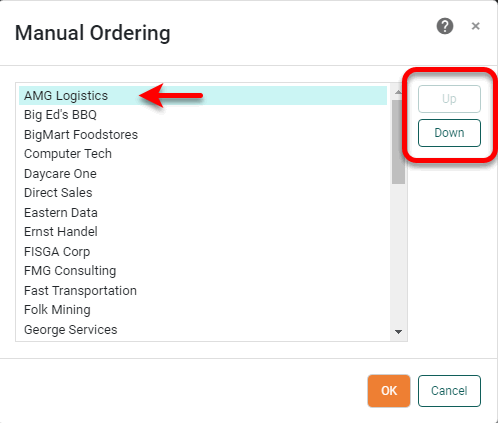 Manual Ordering
AMG Logistics
Big Ed's BBQ
BigMart Foodstores
Computer Tech
Daycare One
Direct Sales
Eastern Data
Ernst Handel
FISGA Corp
FMG Consulting
Fast Transportation
Folk Mining
George Services
Up
Down
OK
Cancel